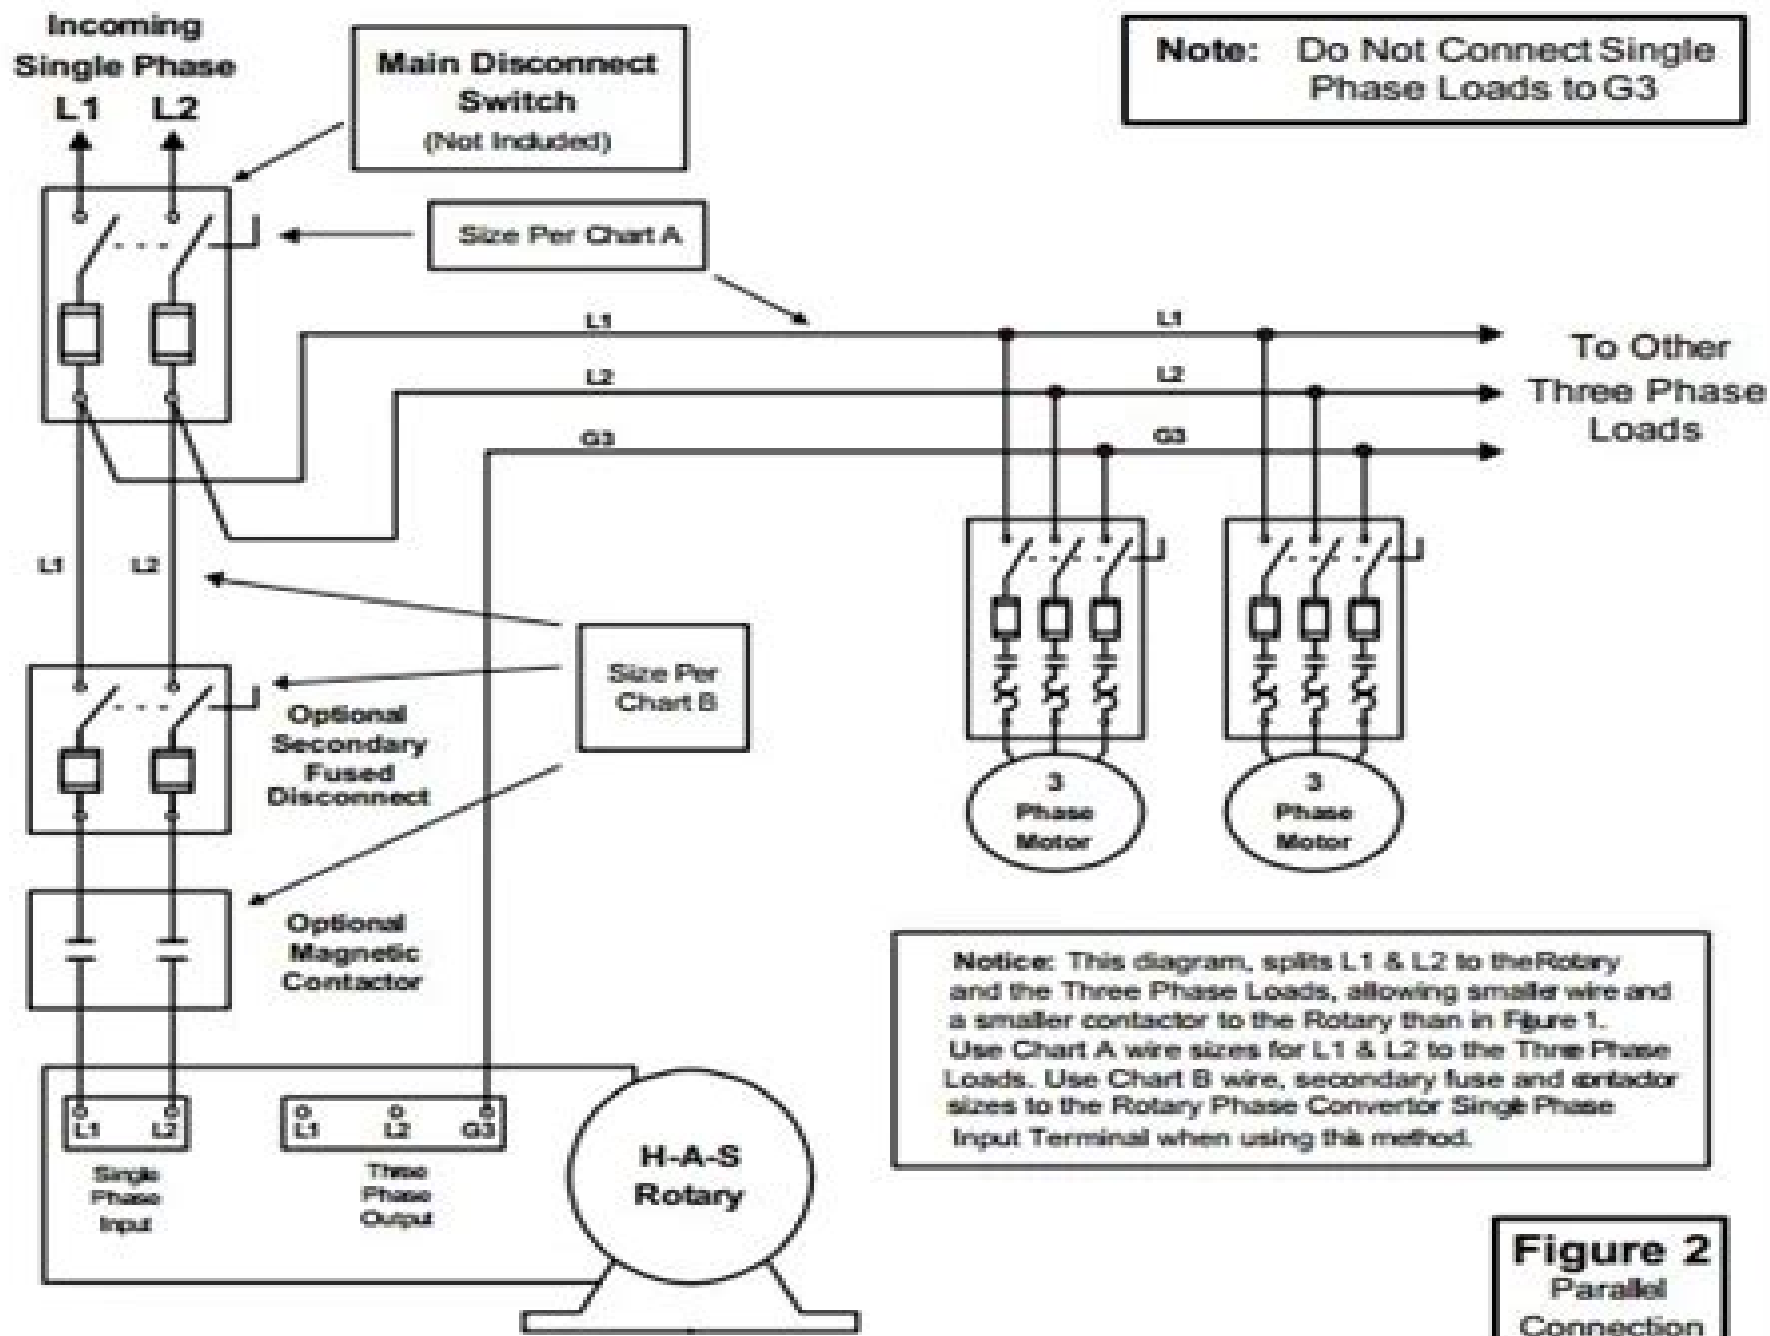 Incoming
Single Phase
L1 L2
Main Disconnect
Switch
(Not Included)
Note: Do Not Connect Single
Phase Loads to G3
Size Per Chart A
L1 L1
L2 L2
G3 G3
To Other
Three Phase
Loads
L1 L2
Size Per
Chart B
Optional
Secondary
Fused
Disconnect
3
Phase
Motor
3
Phase
Motor
Optional
Magnetic
Contactor
Notice: This diagram, splits L1 & L2 to the Rotary
and the Three Phase Loads, allowing smaller wire and
a smaller contactor to the Rotary than in Figure 1.
Use Chart A wire sizes for L1 & L2 to the Three Phase
Loads. Use Chart B wire, secondary fuse and contactor
sizes to the Rotary Phase Convertor Single Phase
Input Terminal when using this method.
L1 L2
Single
Phase
Input
L1 L2 G3
Three
Phase
Output
H-A-S
Rotary
Figure 2
Parallel
Connection